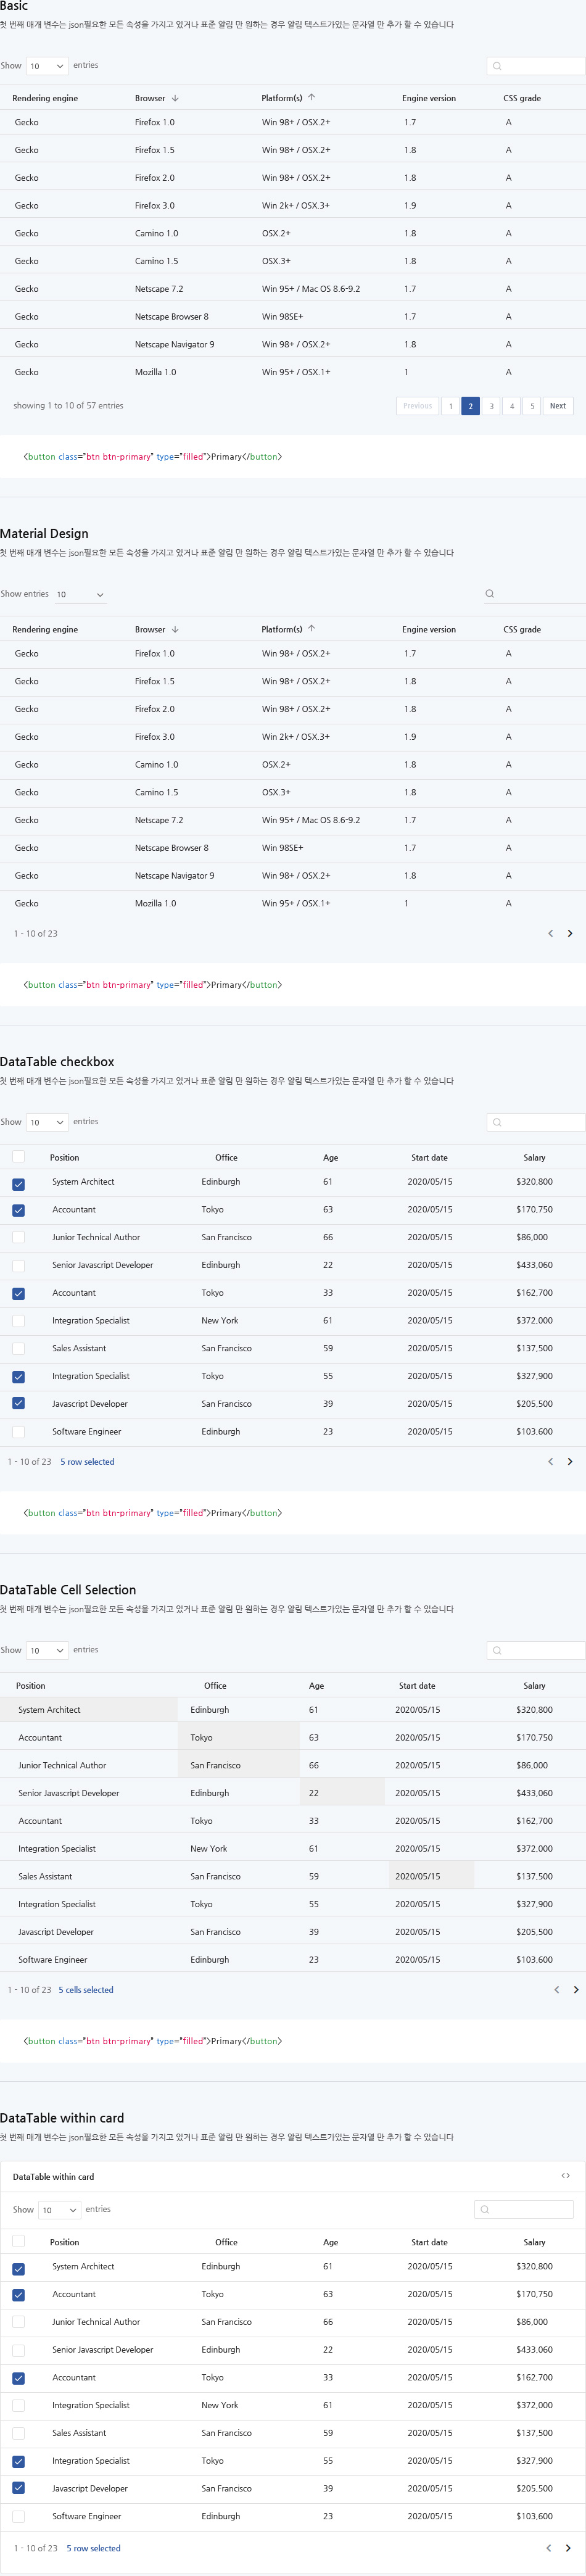 Basic
첫 번째 매개 변수는 json필요한 모든 속성을 가지고 있거나 표준 알림 만 원하는 경우 알림 텍스트가있는 문자열 만 추가 할 수 있습니다
Show 10 entries
Rendering engine Browser Platform(s) Engine version CSS grade
Gecko Firefox 1.0 Win 98+ / OSX.2+ 1.7 A
Gecko Firefox 1.5 Win 98+ / OSX.2+ 1.8 A
Gecko Firefox 2.0 Win 98+ / OSX.2+ 1.8 A
Gecko Firefox 3.0 Win 2k+ / OSX.3+ 1.9 A
Gecko Camino 1.0 OSX.2+ 1.8 A
Gecko Camino 1.5 OSX.3+ 1.8 A
Gecko Netscape 7.2 Win 95+ / Mac OS 8.6-9.2 1.7 A
Gecko Netscape Browser 8 Win 98SE+ 1.7 A
Gecko Netscape Navigator 9 Win 98+ / OSX.2+ 1.8 A
Gecko Mozilla 1.0 Win 95+ / OSX.1+ 1 A
showing 1 to 10 of 57 entries Previous 1 2 3 4 5 Next
<button class="btn btn-primary" type="filled">Primary</button>
Material Design
첫 번째 매개 변수는 json필요한 모든 속성을 가지고 있거나 표준 알림 만 원하는 경우 알림 텍스트가있는 문자열 만 추가 할 수 있습니다
Show entries 10
Rendering engine Browser Platform(s) Engine version CSS grade
Gecko Firefox 1.0 Win 98+ / OSX.2+ 1.7 A
Gecko Firefox 1.5 Win 98+ / OSX.2+ 1.8 A
Gecko Firefox 2.0 Win 98+ / OSX.2+ 1.8 A
Gecko Firefox 3.0 Win 2k+ / OSX.3+ 1.9 A
Gecko Camino 1.0 OSX.2+ 1.8 A
Gecko Camino 1.5 OSX.3+ 1.8 A
Gecko Netscape 7.2 Win 95+ / Mac OS 8.6-9.2 1.7 A
Gecko Netscape Browser 8 Win 98SE+ 1.7 A
Gecko Netscape Navigator 9 Win 98+ / OSX.2+ 1.8 A
Gecko Mozilla 1.0 Win 95+ / OSX.1+ 1 A
1 - 10 of 23
<button class="btn btn-primary" type="filled">Primary</button>
DataTable checkbox
첫 번째 매개 변수는 json필요한 모든 속성을 가지고 있거나 표준 알림 만 원하는 경우 알림 텍스트가있는 문자열 만 추가 할 수 있습니다
Show 10 entries
Position Office Age Start date Salary
System Architect Edinburgh 61 2020/05/15 $320,800
Accountant Tokyo 63 2020/05/15 $170,750
Junior Technical Author San Francisco 66 2020/05/15 $86,000
Senior Javascript Developer Edinburgh 22 2020/05/15 $433,060
Accountant Tokyo 33 2020/05/15 $162,700
Integration Specialist New York 61 2020/05/15 $372,000
Sales Assistant San Francisco 59 2020/05/15 $137,500
Integration Specialist Tokyo 55 2020/05/15 $327,900
Javascript Developer San Francisco 39 2020/05/15 $205,500
Software Engineer Edinburgh 23 2020/05/15 $103,600
1 - 10 of 23 5 row selected
<button class="btn btn-primary" type="filled">Primary</button>
DataTable Cell Selection
첫 번째 매개 변수는 json필요한 모든 속성을 가지고 있거나 표준 알림 만 원하는 경우 알림 텍스트가있는 문자열 만 추가 할 수 있습니다
Show 10 entries
Position Office Age Start date Salary
System Architect Edinburgh 61 2020/05/15 $320,800
Accountant Tokyo 63 2020/05/15 $170,750
Junior Technical Author San Francisco 66 2020/05/15 $86,000
Senior Javascript Developer Edinburgh 22 2020/05/15 $433,060
Accountant Tokyo 33 2020/05/15 $162,700
Integration Specialist New York 61 2020/05/15 $372,000
Sales Assistant San Francisco 59 2020/05/15 $137,500
Integration Specialist Tokyo 55 2020/05/15 $327,900
Javascript Developer San Francisco 39 2020/05/15 $205,500
Software Engineer Edinburgh 23 2020/05/15 $103,600
1 - 10 of 23 5 cells selected
<button class="btn btn-primary" type="filled">Primary</button>
DataTable within card
첫 번째 매개 변수는 json필요한 모든 속성을 가지고 있거나 표준 알림 만 원하는 경우 알림 텍스트가있는 문자열 만 추가 할 수 있습니다
DataTable within card
Show 10 entries
Position Office Age Start date Salary
System Architect Edinburgh 61 2020/05/15 $320,800
Accountant Tokyo 63 2020/05/15 $170,750
Junior Technical Author San Francisco 66 2020/05/15 $86,000
Senior Javascript Developer Edinburgh 22 2020/05/15 $433,060
Accountant Tokyo 33 2020/05/15 $162,700
Integration Specialist New York 61 2020/05/15 $372,000
Sales Assistant San Francisco 59 2020/05/15 $137,500
Integration Specialist Tokyo 55 2020/05/15 $327,900
Javascript Developer San Francisco 39 2020/05/15 $205,500
Software Engineer Edinburgh 23 2020/05/15 $103,600
1 - 10 of 23 5 row selected